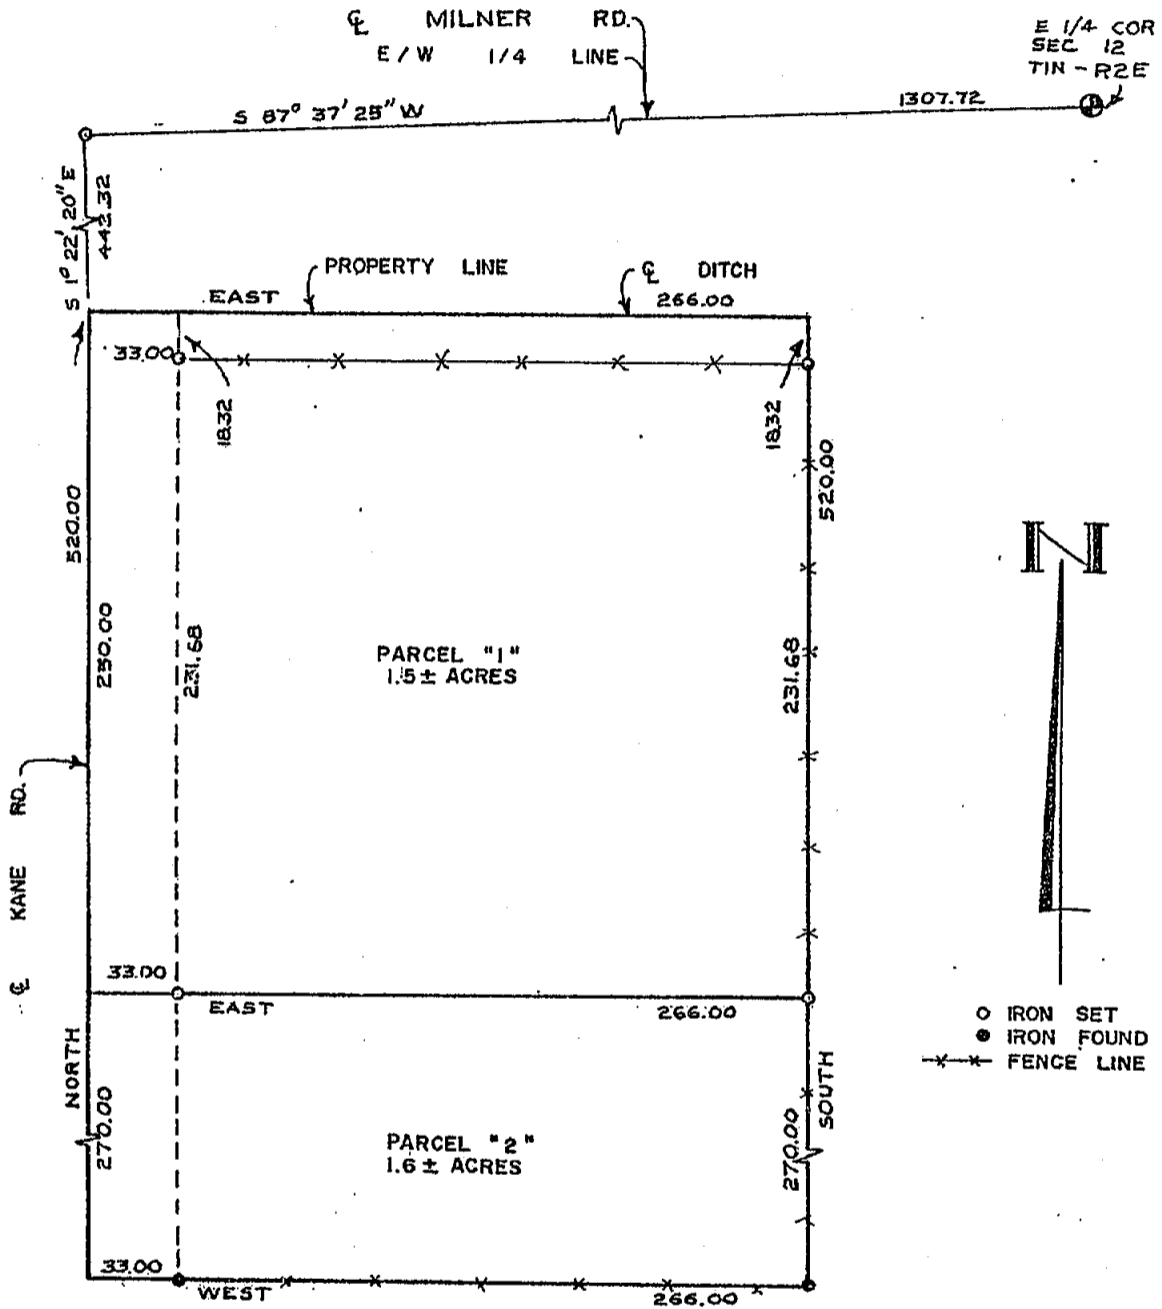 ℄ MILNER RD.
E / W 1/4 LINE
E 1/4 COR
SEC 12
T1N - R2E
1307.72
S 87° 37' 25" W
S 1° 22' 20" E
442.32
PROPERTY LINE
℄ DITCH
EAST
266.00
33.00
18.32
18.32
520.00
520.00
N
250.00
231.68
PARCEL "1"
1.5 ± ACRES
231.68
℄ KANE RD.
33.00
EAST
266.00
○ IRON SET
● IRON FOUND
FENCE LINE
NORTH
SOUTH
270.00
PARCEL "2"
1.6 ± ACRES
270.00
33.00
WEST
266.00